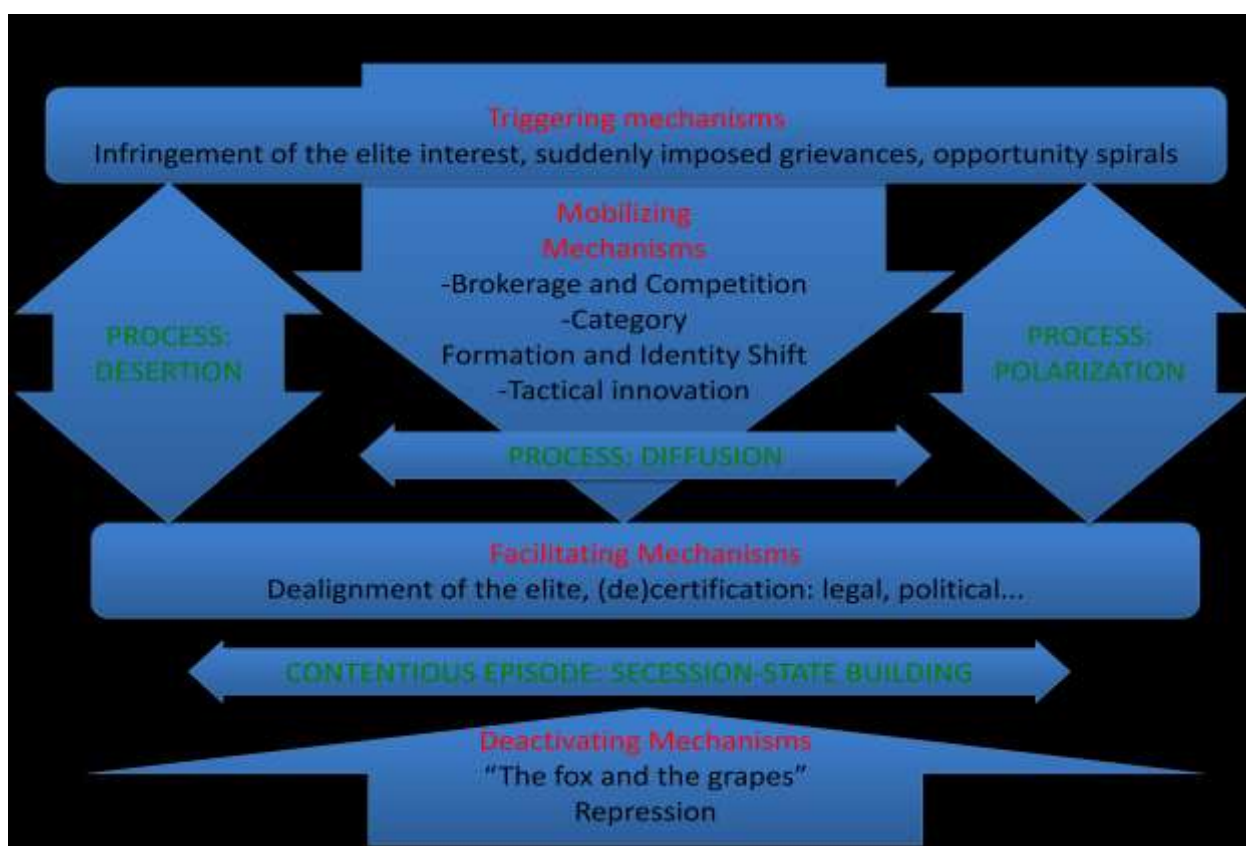 Triggering mechanisms
Infringement of the elite interest, suddenly imposed grievances, opportunity spirals
Mobilizing
Mechanisms
-Brokerage and Competition
-Category
Formation and Identity Shift
-Tactical innovation
PROCESS:
DESERTION
PROCESS:
POLARIZATION
PROCESS: DIFFUSION
Facilitating Mechanisms
Dealignment of the elite, (de)certification: legal, political...
CONTENTIOUS EPISODE: SECESSION-STATE BUILDING
Deactivating Mechanisms
“The fox and the grapes”
Repression